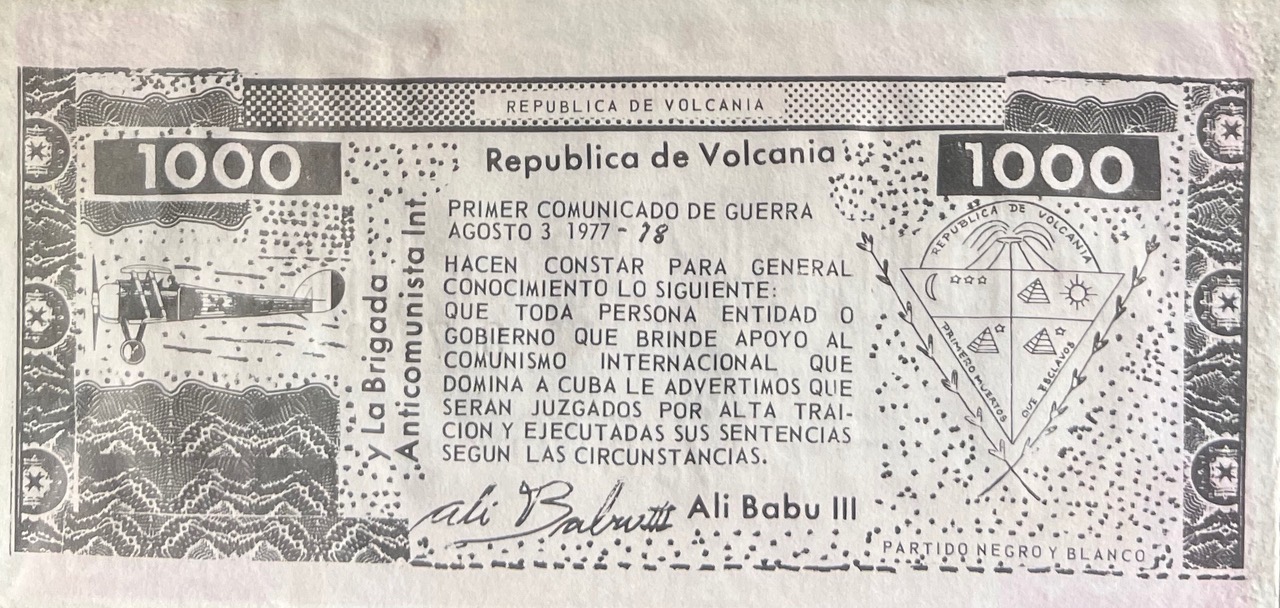 REPUBLICA DE VOLCANIA
1000
1000
Republica de Volcania
y La Brigada
Anticomunista Int.
PRIMER COMUNICADO DE GUERRA
AGOSTO 3 1977 - 78
HACEN CONSTAR PARA GENERAL
CONOCIMIENTO LO SIGUIENTE:
QUE TODA PERSONA ENTIDAD O
GOBIERNO QUE BRINDE APOYO AL
COMUNISMO INTERNACIONAL QUE
DOMINA A CUBA LE ADVERTIMOS QUE
SERAN JUZGADOS POR ALTA TRAI-
CION Y EJECUTADAS SUS SENTENCIAS
SEGUN LAS CIRCUNSTANCIAS.
Ali Babu III
Ali Babu III
REPUBLICA DE VOLCANIA
PRIMERO MUERTOS
QUE ESCLAVOS
PARTIDO NEGRO Y BLANCO